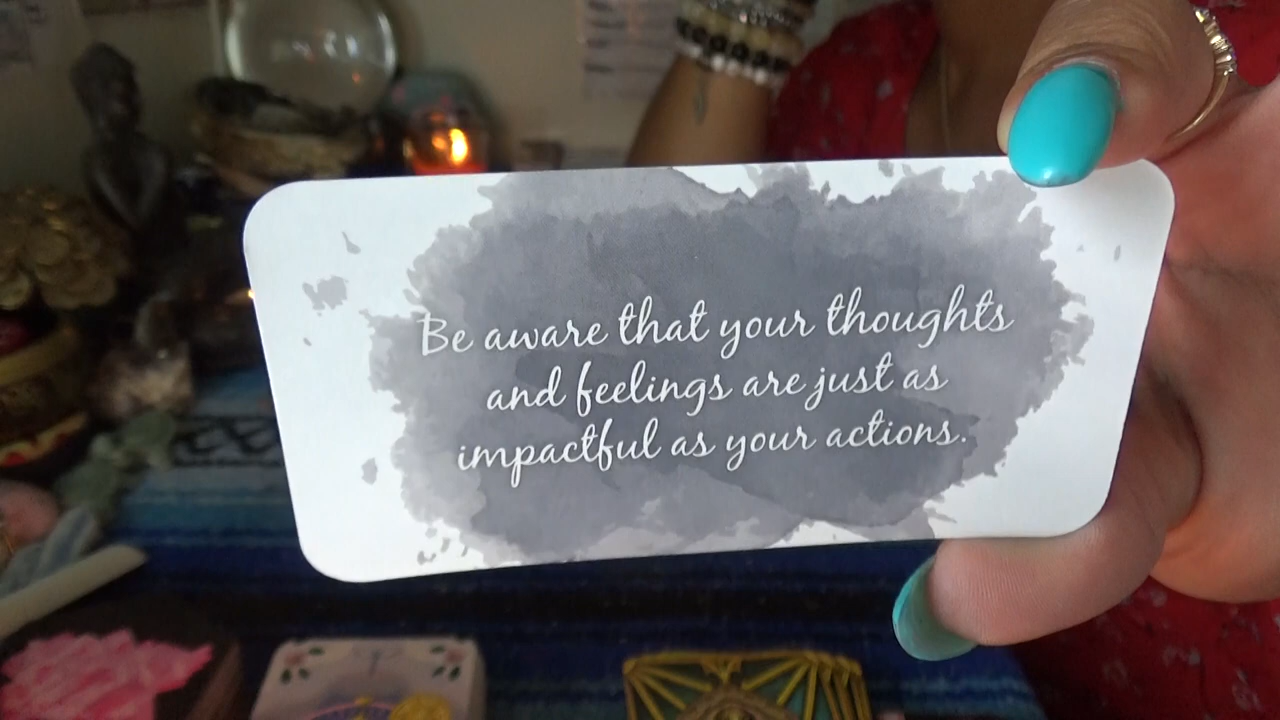 Be aware that your thoughts
and feelings are just as
impactful as your actions.